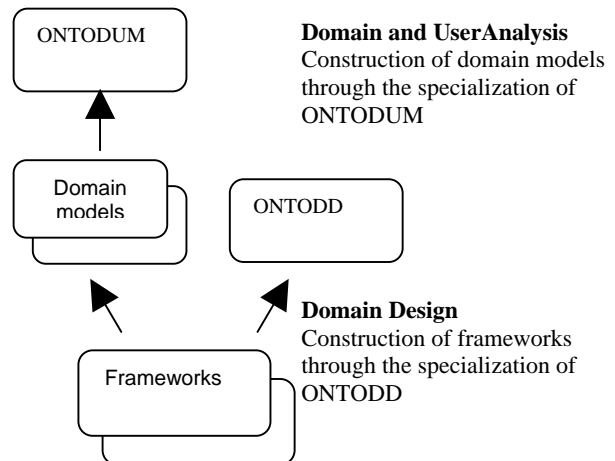 ONTODUM
Domain and UserAnalysis
Construction of domain models
through the specialization of
ONTODUM
Domain
models
ONTODD
Domain Design
Construction of frameworks
through the specialization of
ONTODD
Frameworks